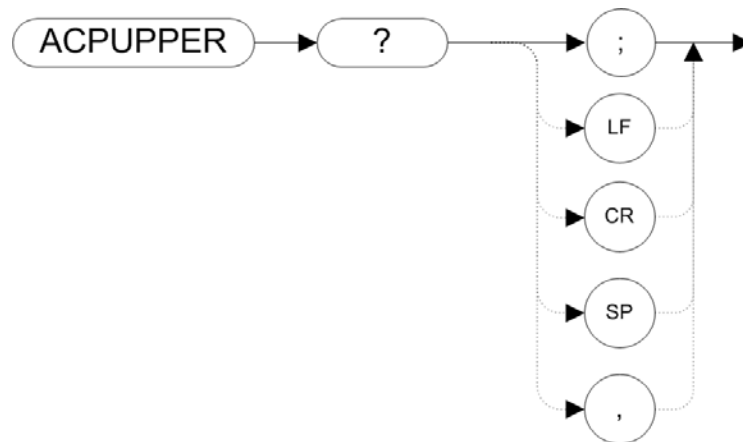 ACPUPPER ? ;
LF
CR
SP
,